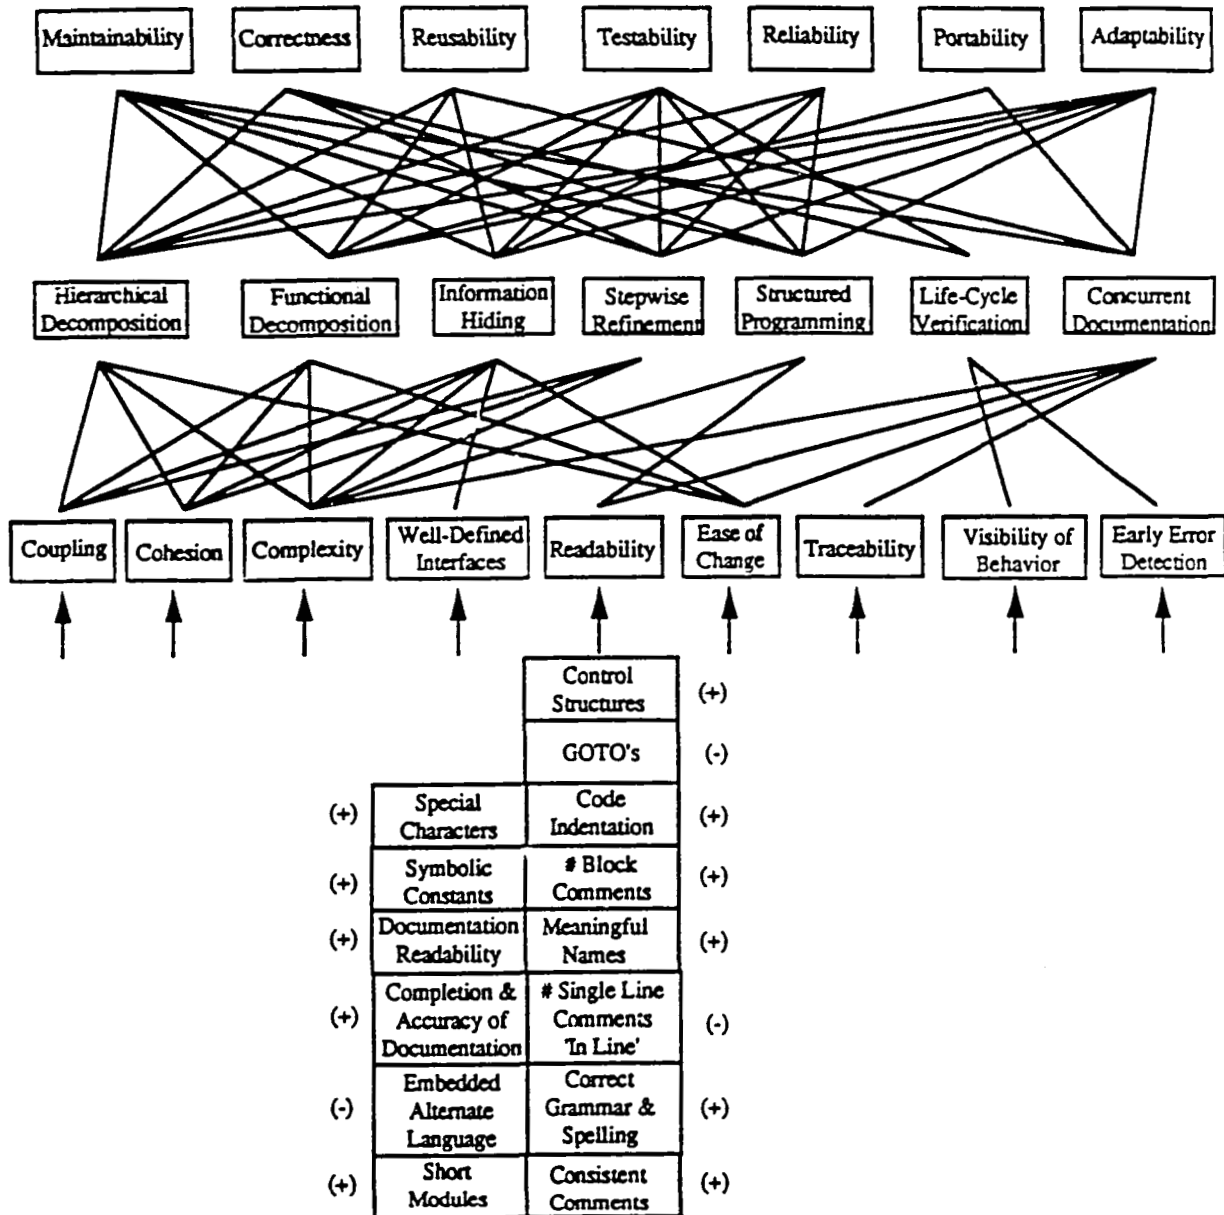 Maintainability
Correctness
Reusability
Testability
Reliability
Portability
Adaptability
Hierarchical
Decomposition
Functional
Decomposition
Information
Hiding
Stepwise
Refinement
Structured
Programming
Life-Cycle
Verification
Concurrent
Documentation
Coupling
Cohesion
Complexity
Well-Defined
Interfaces
Readability
Ease of
Change
Traceability
Visibility of
Behavior
Early Error
Detection
Control
Structures
(+)
GOTO's
(-)
(+)
Special
Characters
Code
Indentation
(+)
(+)
Symbolic
Constants
# Block
Comments
(+)
(+)
Documentation
Readability
Meaningful
Names
(+)
(+)
Completion &
Accuracy of
Documentation
# Single Line
Comments
'In Line'
(-)
(-)
Embedded
Alternate
Language
Correct
Grammar &
Spelling
(+)
(+)
Short
Modules
Consistent
Comments
(+)